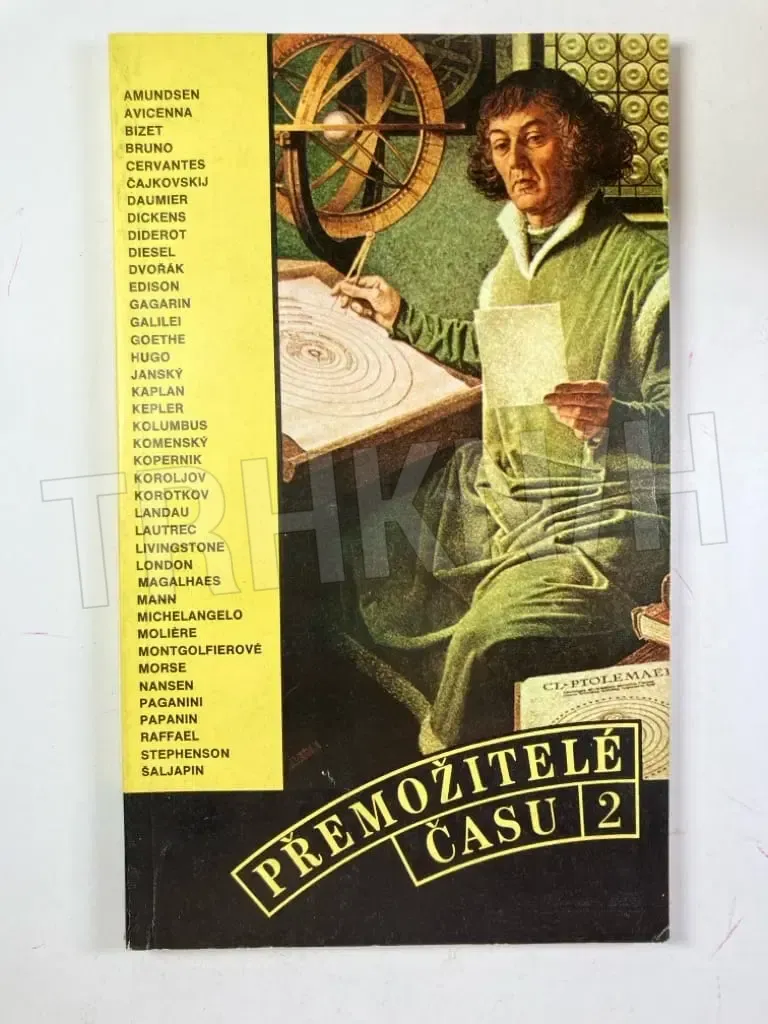 AMUNDSEN
AVICENNA
BIZET
BRUNO
CERVANTES
ČAJKOVSKIJ
DAUMIER
DICKENS
DIDEROT
DIESEL
DVOŘÁK
EDISON
GAGARIN
GALILEI
GOETHE
HUGO
JANSKÝ
KAPLAN
KEPLER
KOLUMBUS
KOMENSKÝ
KOPERNIK
KOROLJOV
KOROTKOV
LANDAU
LAUTREC
LIVINGSTONE
LONDON
MAGALHAES
MANN
MICHELANGELO
MOLIÈRE
MONTGOLFIEROVÉ
MORSE
NANSEN
PAGANINI
PAPANIN
RAFFAEL
STEPHENSON
ŠALJAPIN
TRHKNIH
CL·PTOLEMAEI
PŘEMOŽITELÉ
ČASU 2